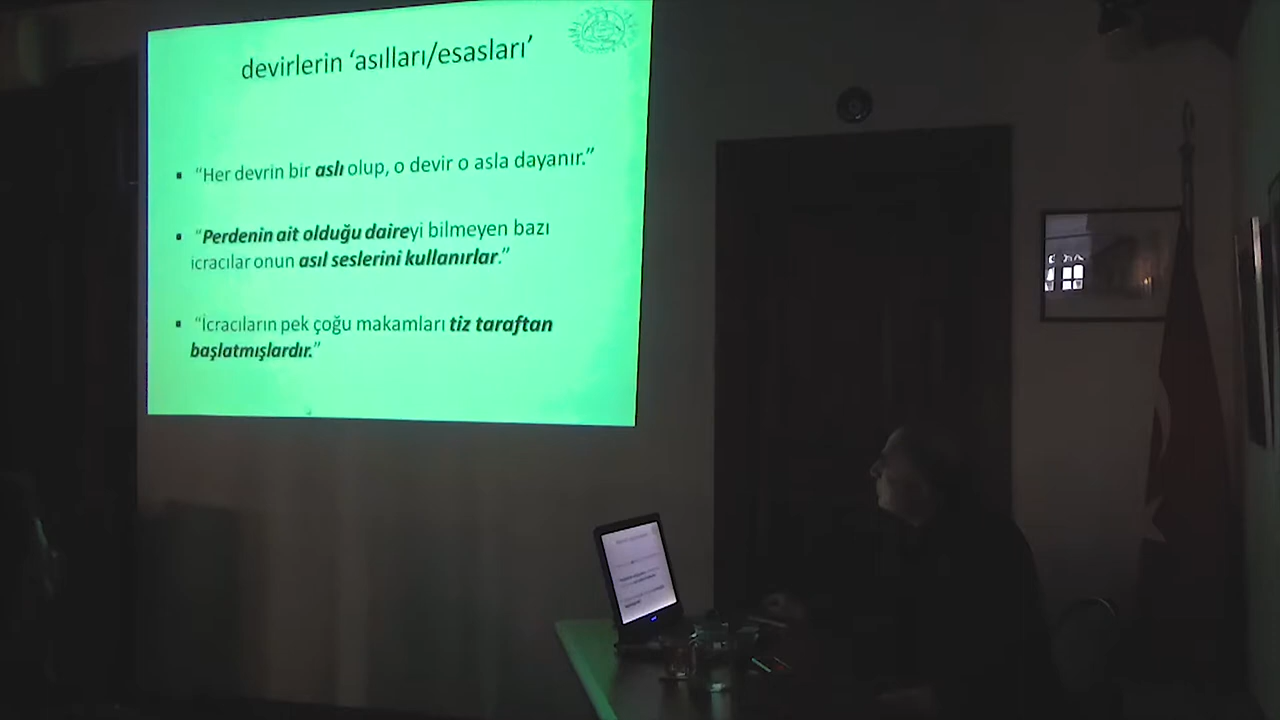 devirlerin ‘asılları/esasları’
▪ “Her devrin bir aslı olup, o devir o asla dayanır.”
▪ “Perdenin ait olduğu daireyi bilmeyen bazı
icracılar onun asıl seslerini kullanırlar.”
▪ “İcracıların pek çoğu makamları tiz taraftan
başlatmışlardır.”